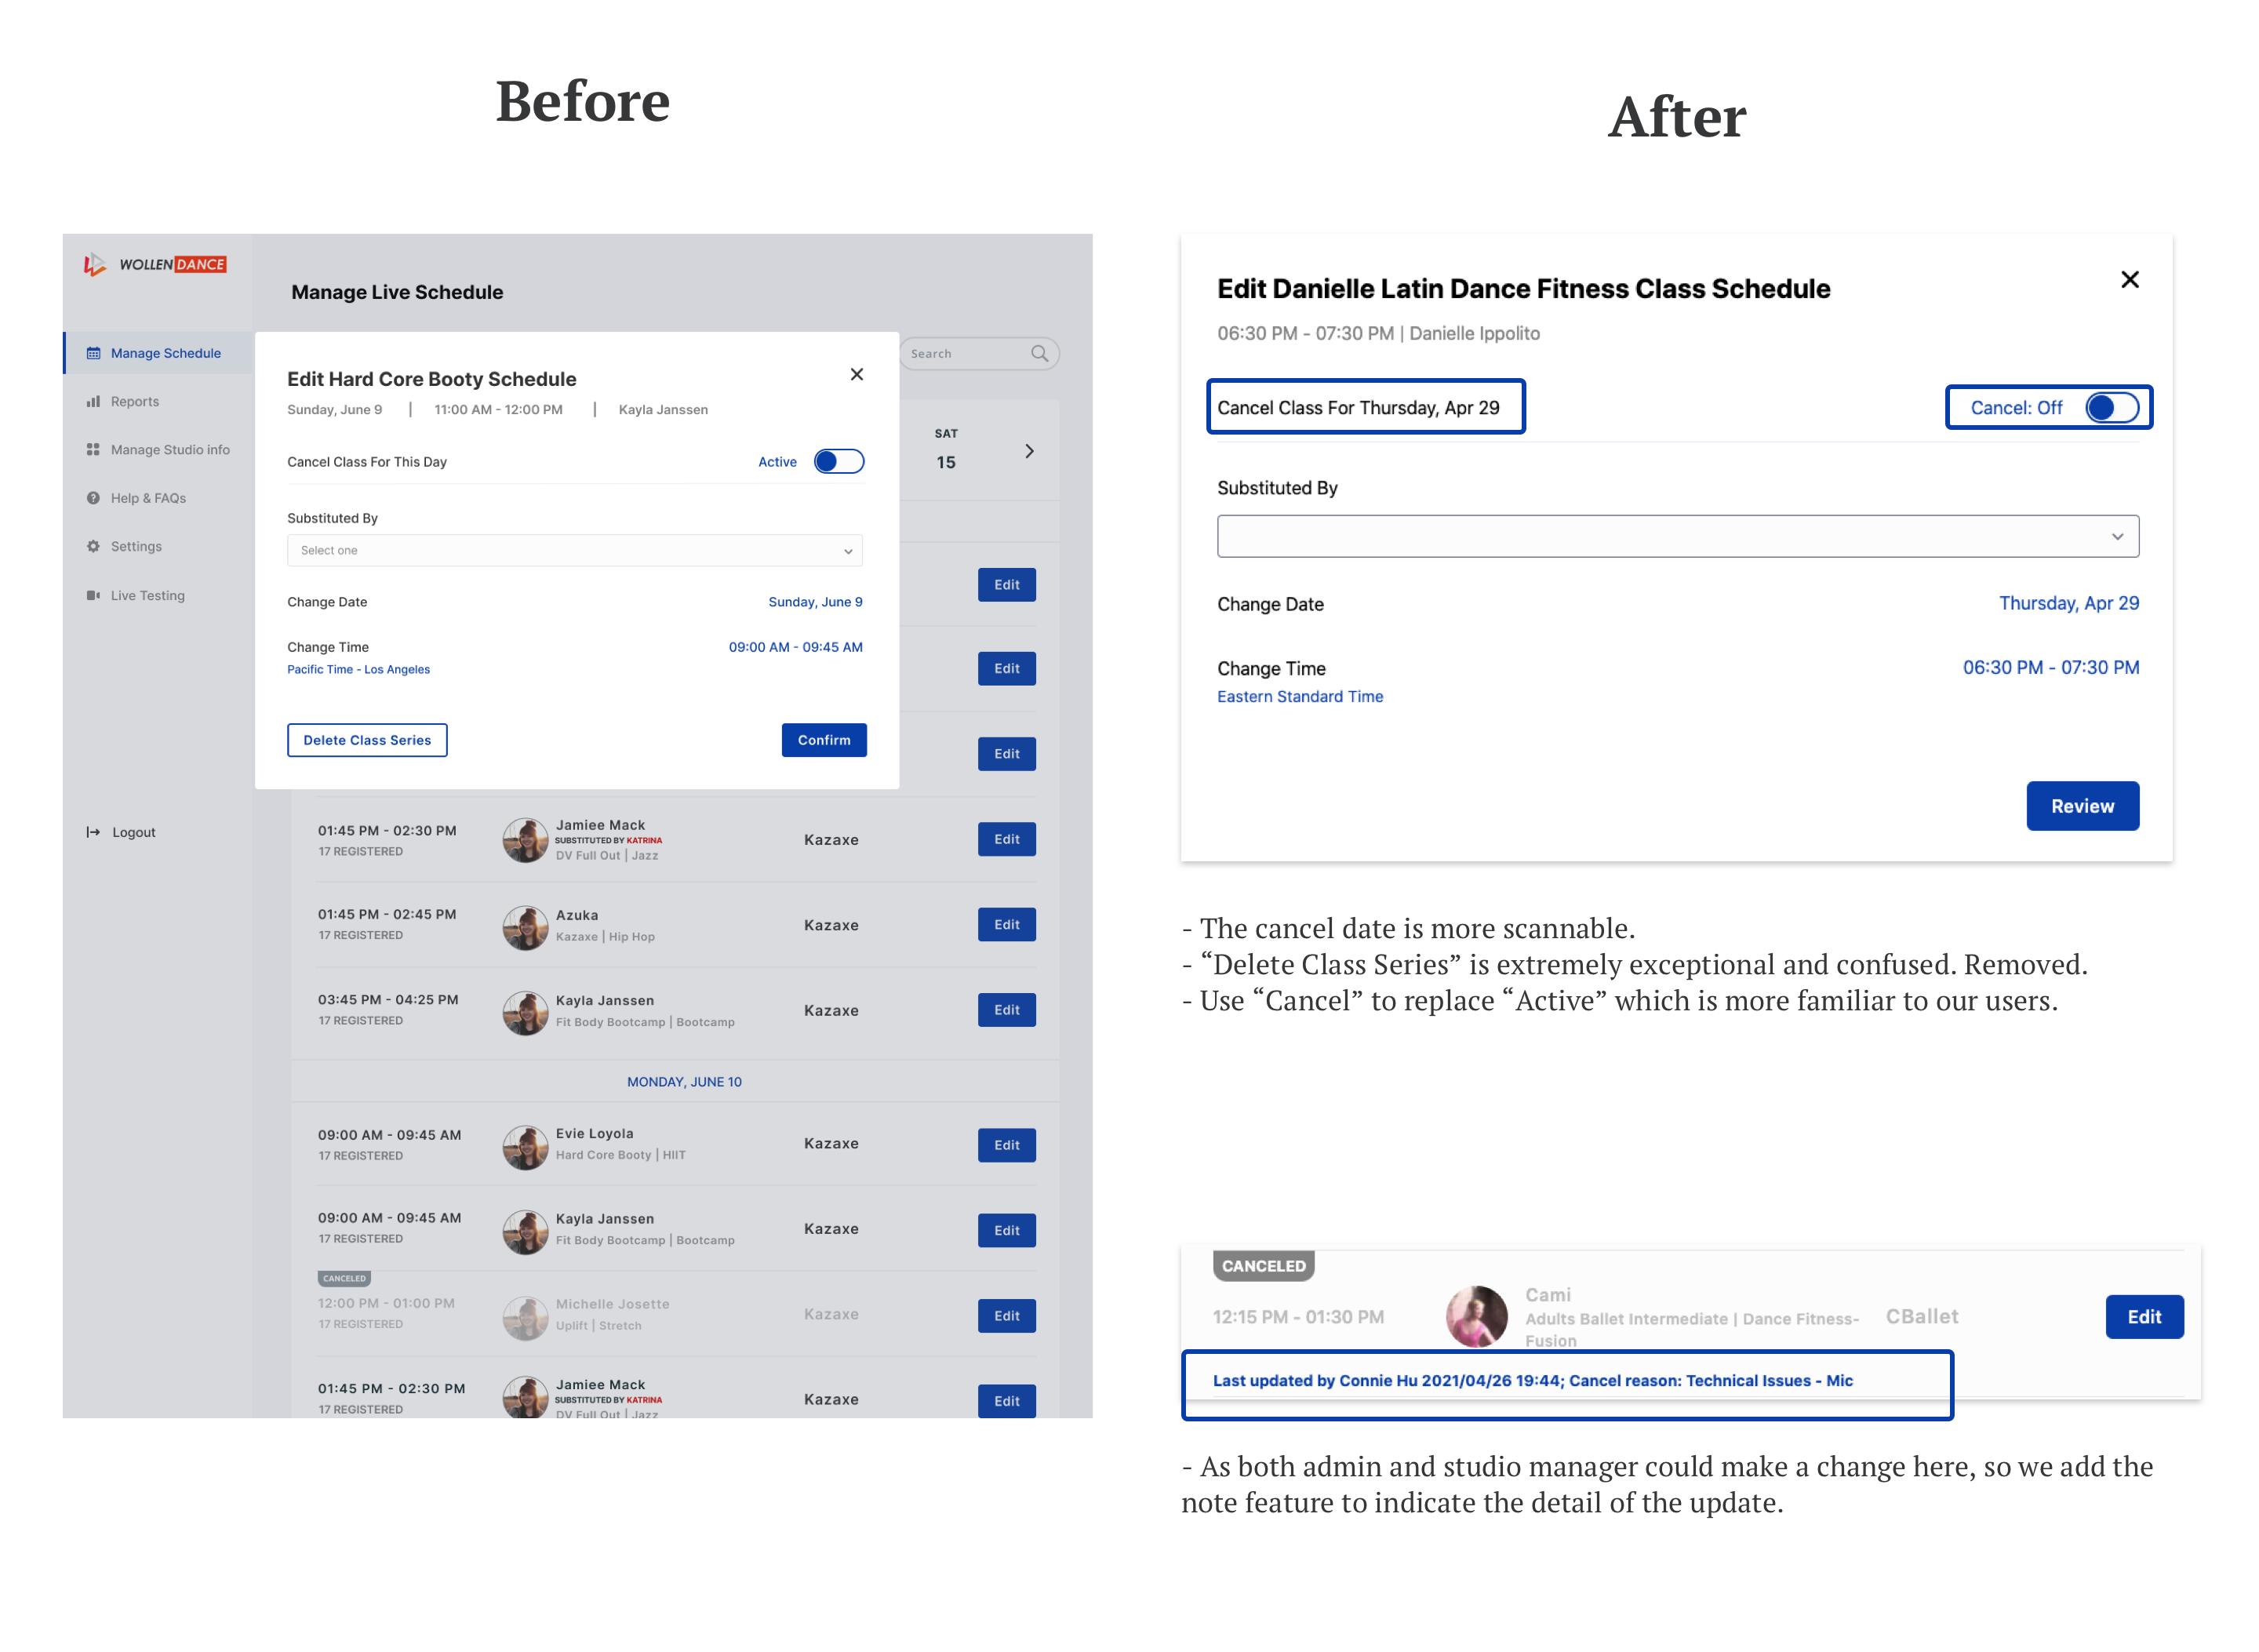 Before
After
WOLLEN DANCE
Manage Live Schedule
Manage Schedule
Reports
Manage Studio info
Help & FAQs
Settings
Live Testing
Logout
Search
SAT
15
Edit Hard Core Booty Schedule
Sunday, June 9 | 11:00 AM - 12:00 PM | Kayla Janssen
Cancel Class For This Day Active
Substituted By
Select one
Change Date Sunday, June 9
Change Time 09:00 AM - 09:45 AM
Pacific Time - Los Angeles
Delete Class Series Confirm
Edit
Edit
Edit
01:45 PM - 02:30 PM
17 REGISTERED
Jamiee Mack
SUBSTITUTED BY KATRINA
DV Full Out | Jazz
Kazaxe
Edit
01:45 PM - 02:45 PM
17 REGISTERED
Azuka
Kazaxe | Hip Hop
Kazaxe
Edit
03:45 PM - 04:25 PM
17 REGISTERED
Kayla Janssen
Fit Body Bootcamp | Bootcamp
Kazaxe
Edit
MONDAY, JUNE 10
09:00 AM - 09:45 AM
17 REGISTERED
Evie Loyola
Hard Core Booty | HIIT
Kazaxe
Edit
09:00 AM - 09:45 AM
17 REGISTERED
Kayla Janssen
Fit Body Bootcamp | Bootcamp
Kazaxe
Edit
CANCELED
12:00 PM - 01:00 PM
17 REGISTERED
Michelle Josette
Uplift | Stretch
Kazaxe
Edit
01:45 PM - 02:30 PM
17 REGISTERED
Jamiee Mack
SUBSTITUTED BY KATRINA
DV Full Out | Jazz
Kazaxe
Edit
Edit Danielle Latin Dance Fitness Class Schedule
06:30 PM - 07:30 PM | Danielle Ippolito
Cancel Class For Thursday, Apr 29 Cancel: Off
Substituted By
Change Date Thursday, Apr 29
Change Time 06:30 PM - 07:30 PM
Eastern Standard Time
Review
- The cancel date is more scannable.
- “Delete Class Series” is extremely exceptional and confused. Removed.
- Use “Cancel” to replace “Active” which is more familiar to our users.
CANCELED
12:15 PM - 01:30 PM
Cami
Adults Ballet Intermediate | Dance Fitness-
Fusion
CBallet
Edit
Last updated by Connie Hu 2021/04/26 19:44; Cancel reason: Technical Issues - Mic
- As both admin and studio manager could make a change here, so we add the
note feature to indicate the detail of the update.